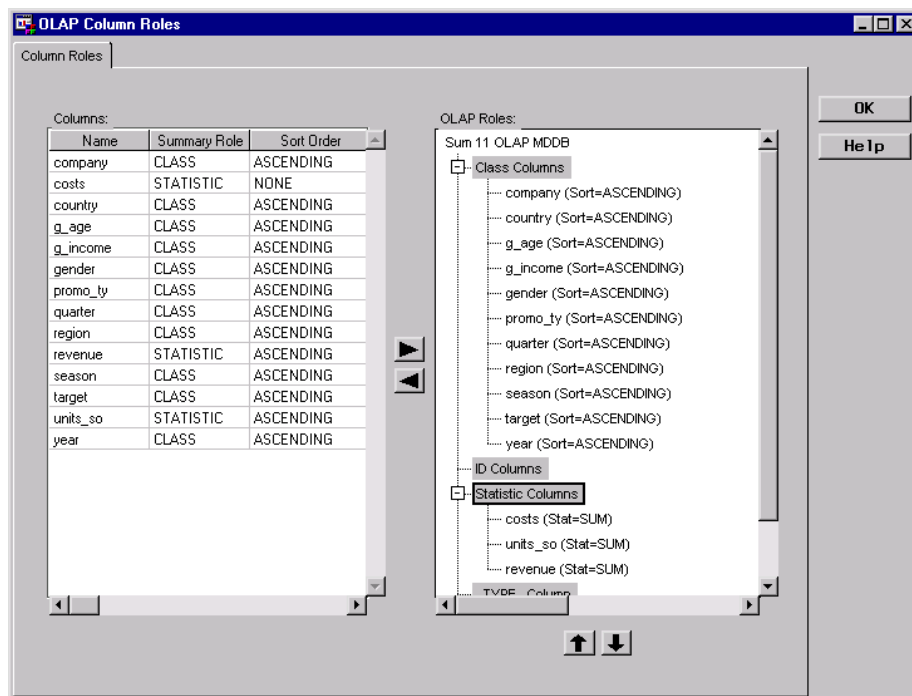 OLAP Column Roles
Column Roles
Columns:
Name Summary Role Sort Order
company CLASS ASCENDING
costs STATISTIC NONE
country CLASS ASCENDING
g_age CLASS ASCENDING
g_income CLASS ASCENDING
gender CLASS ASCENDING
promo_ty CLASS ASCENDING
quarter CLASS ASCENDING
region CLASS ASCENDING
revenue STATISTIC ASCENDING
season CLASS ASCENDING
target CLASS ASCENDING
units_so STATISTIC ASCENDING
year CLASS ASCENDING
OLAP Roles:
Sum 11 OLAP MDDB
Class Columns
company (Sort=ASCENDING)
country (Sort=ASCENDING)
g_age (Sort=ASCENDING)
g_income (Sort=ASCENDING)
gender (Sort=ASCENDING)
promo_ty (Sort=ASCENDING)
quarter (Sort=ASCENDING)
region (Sort=ASCENDING)
season (Sort=ASCENDING)
target (Sort=ASCENDING)
year (Sort=ASCENDING)
ID Columns
Statistic Columns
costs (Stat=SUM)
units_so (Stat=SUM)
revenue (Stat=SUM)
_TYPE_ Column
OK
Help